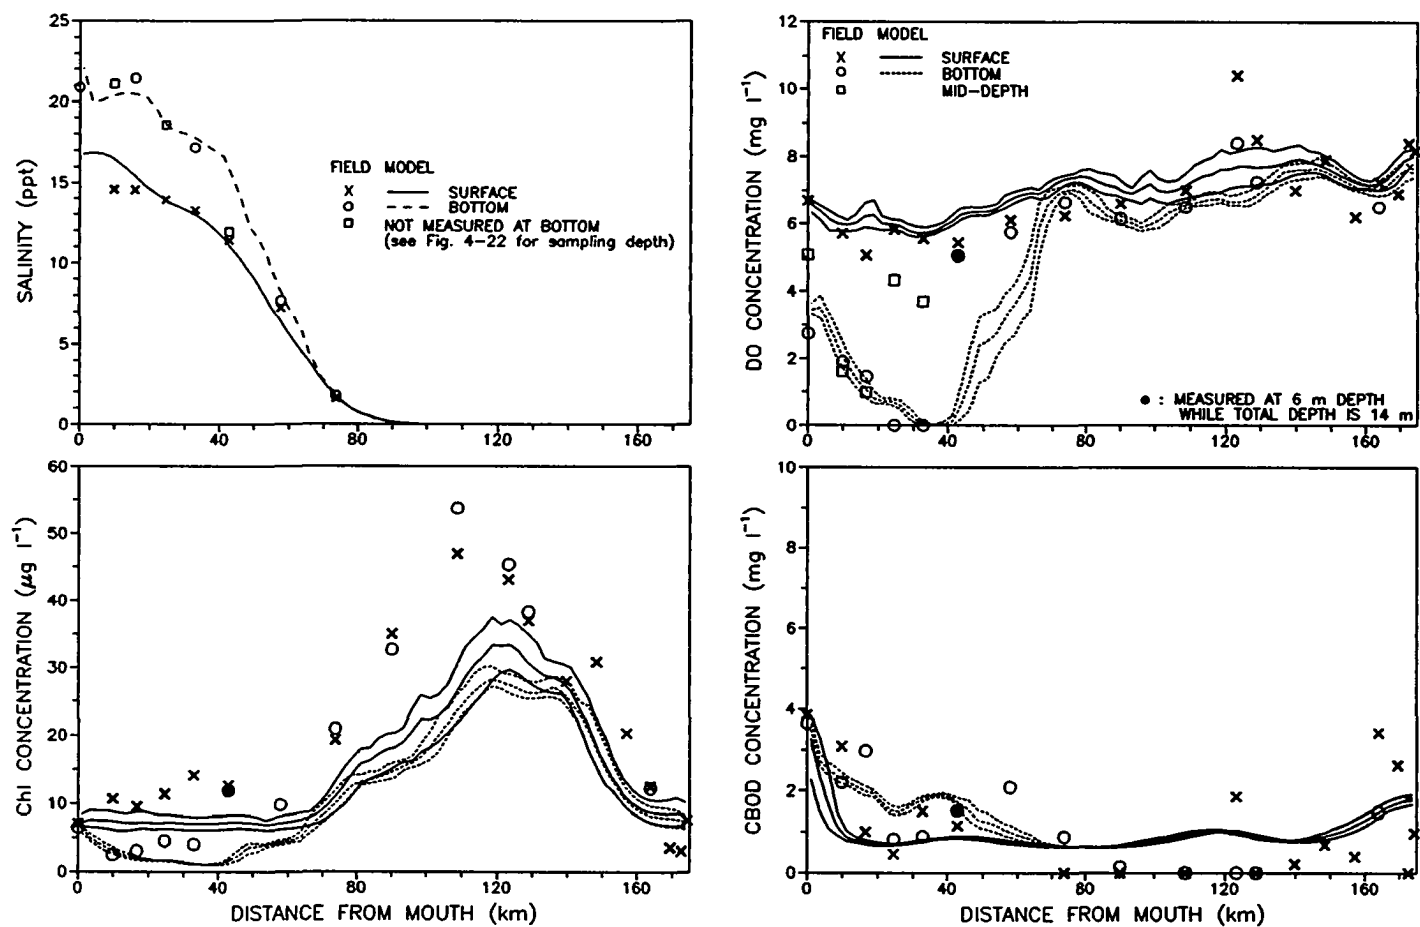 25
20
15
10
5
0
SALINITY (ppt)
FIELD MODEL
SURFACE
BOTTOM
NOT MEASURED AT BOTTOM
(see Fig. 4-22 for sampling depth)
0 40 80 120 160
12
10
8
6
4
2
0
DO CONCENTRATION (mg l⁻¹)
FIELD MODEL
SURFACE
BOTTOM
MID-DEPTH
● : MEASURED AT 6 m DEPTH
WHILE TOTAL DEPTH IS 14 m
0 40 80 120 160
60
50
40
30
20
10
0
Chl CONCENTRATION (μg l⁻¹)
0 40 80 120 160
DISTANCE FROM MOUTH (km)
10
8
6
4
2
0
CBOD CONCENTRATION (mg l⁻¹)
0 40 80 120 160
DISTANCE FROM MOUTH (km)